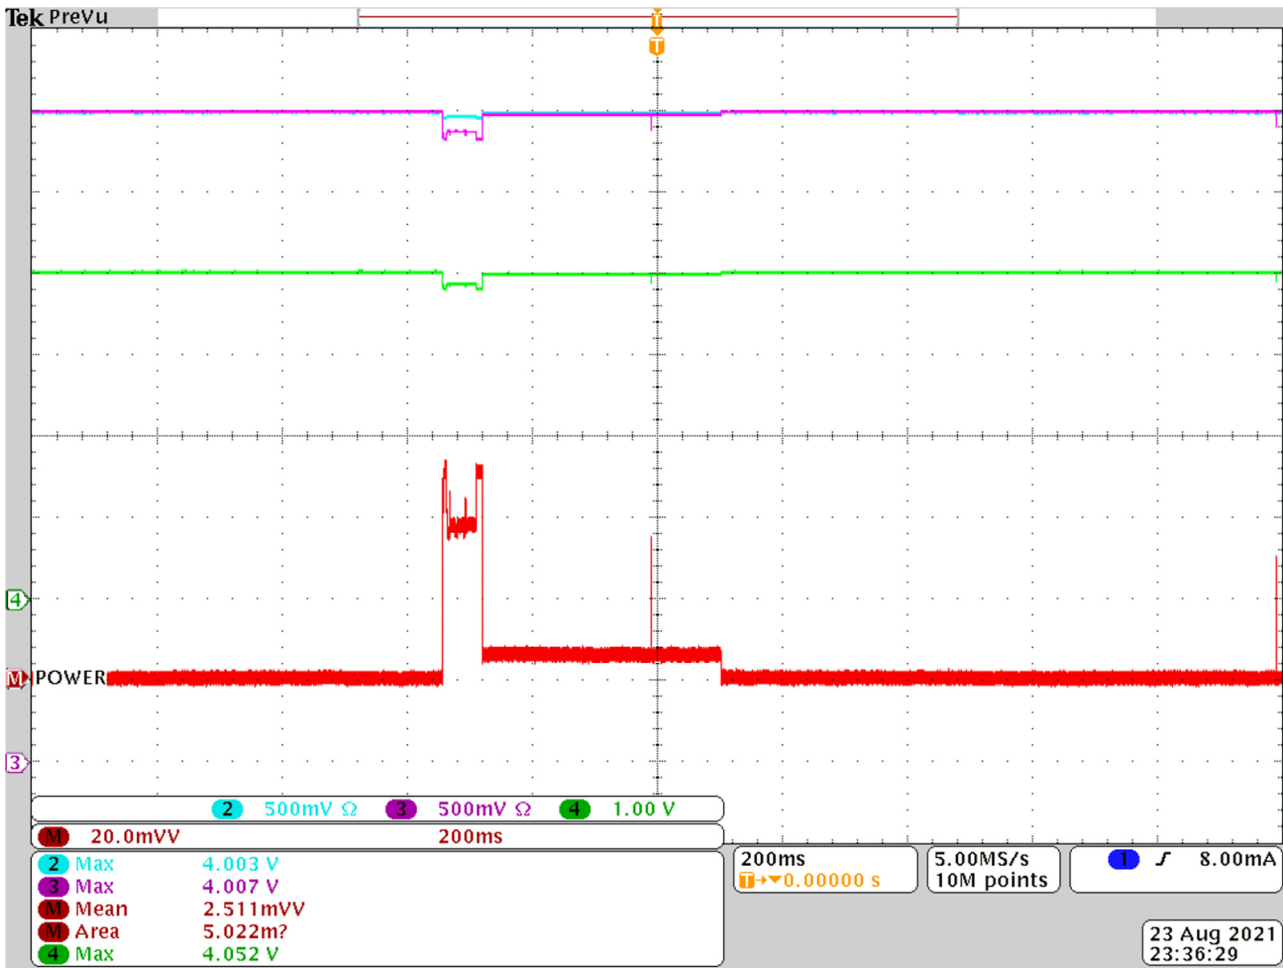 Tek PreVu
T
T
4
M POWER
3
2 500mV Ω 3 500mV Ω 4 1.00 V
M 20.0mVV 200ms
2 Max 4.003 V
3 Max 4.007 V
M Mean 2.511mVV
M Area 5.022m?
4 Max 4.052 V
200ms
T→▼0.00000 s
5.00MS/s
10M points
1 ʃ 8.00mA
23 Aug 2021
23:36:29